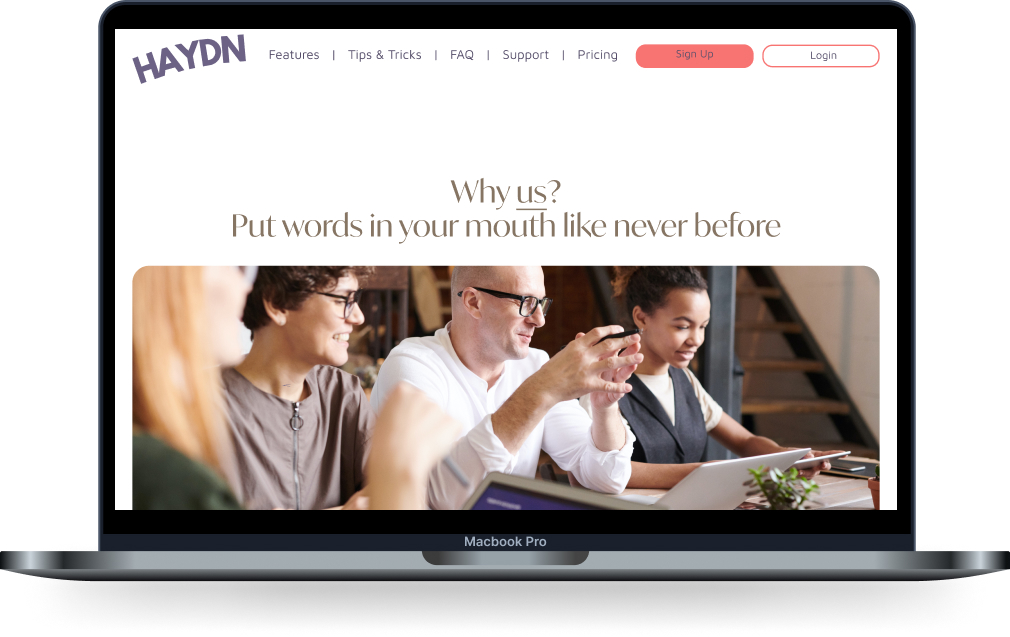 HAYDN
Features | Tips & Tricks | FAQ | Support | Pricing Sign Up Login
Why us?
Put words in your mouth like never before
Macbook Pro